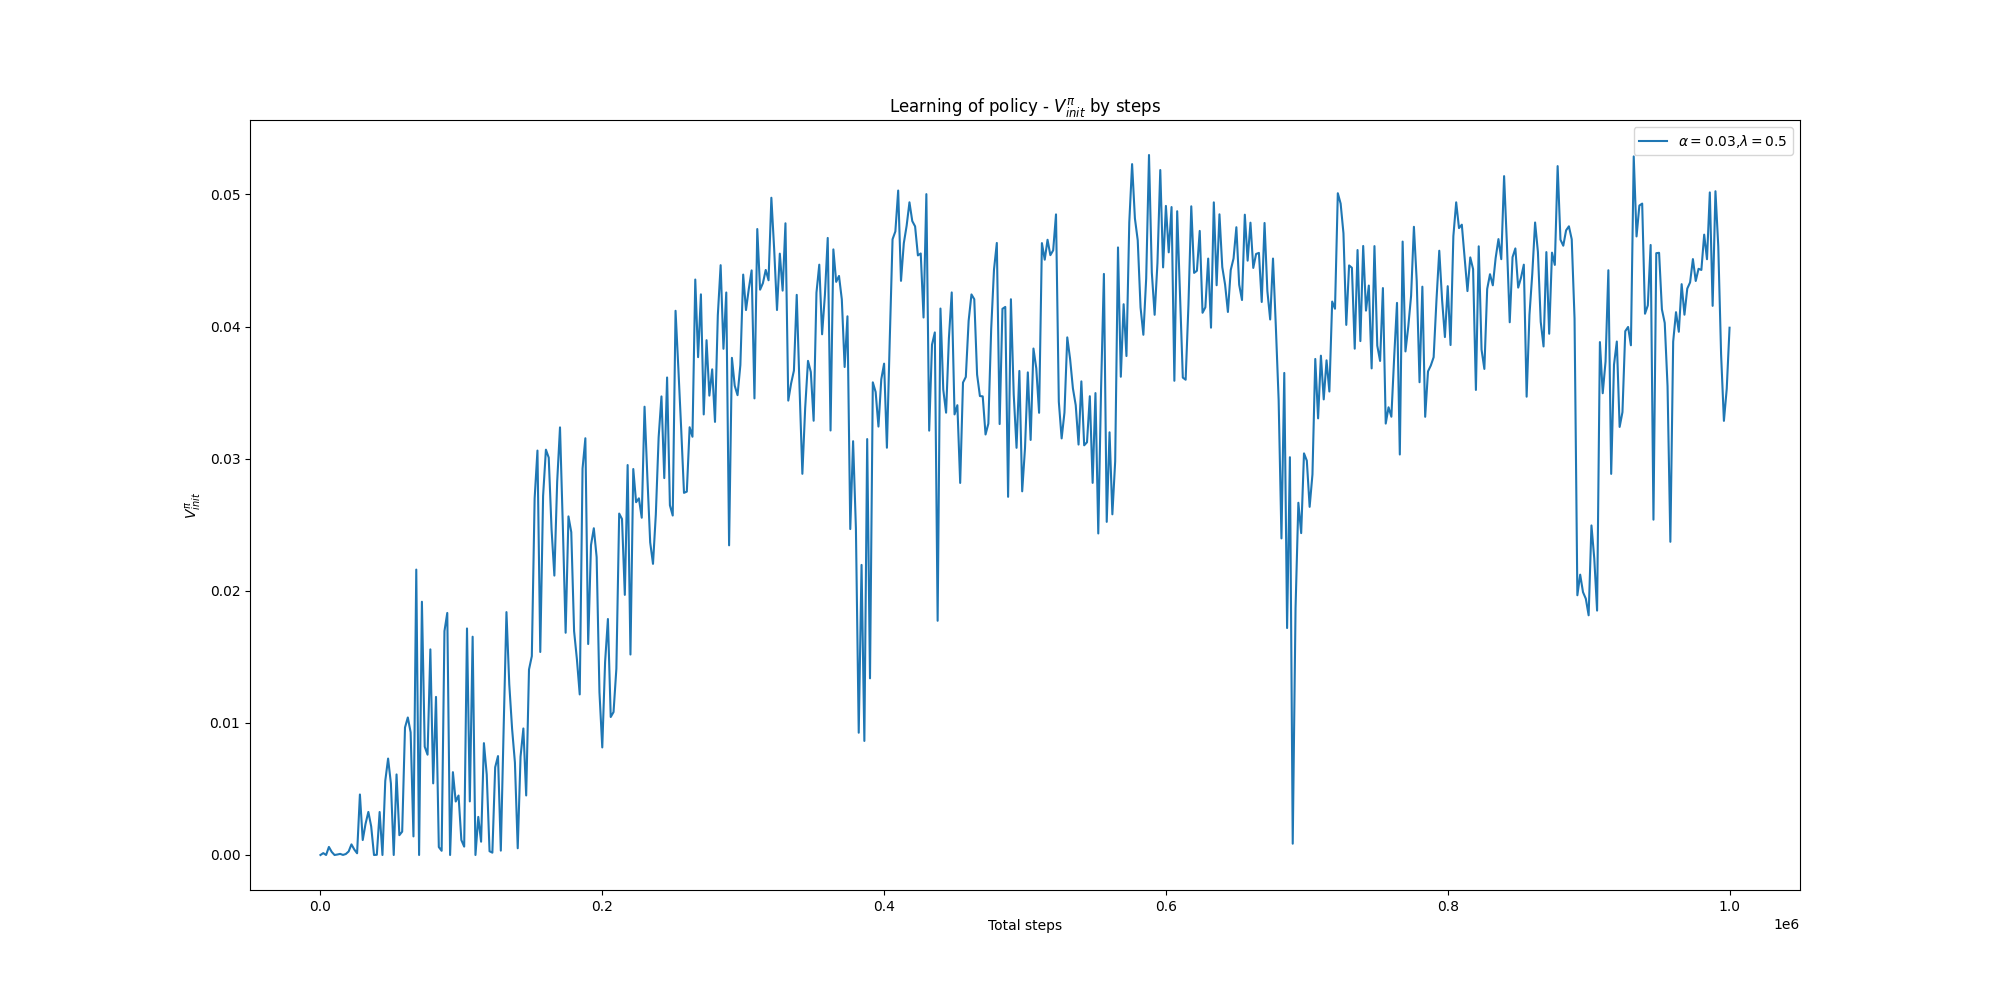 Learning of policy - $V^{\pi}_{init}$ by steps
α = 0.03,λ = 0.5
0.05
0.04
0.03
0.02
0.01
0.00
$V^{\pi}_{init}$
0.0 0.2 0.4 0.6 0.8 1.0
1e6
Total steps